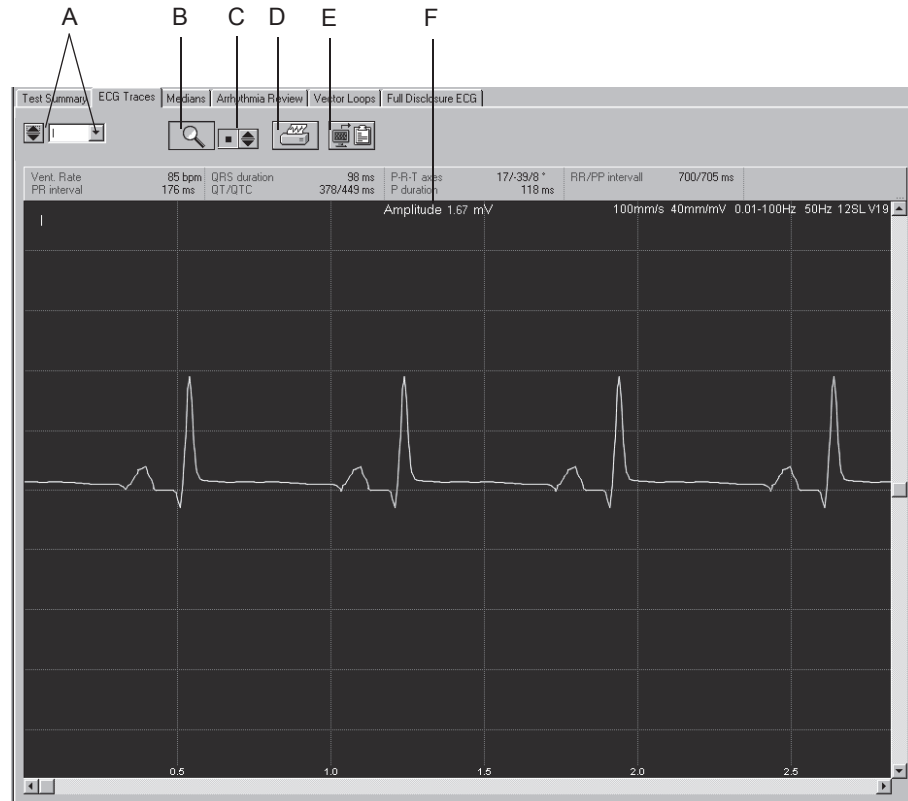 A B C D E F
Test Summary ECG Traces Medians Arrhythmia Review Vector Loops Full Disclosure ECG
I
Vent. Rate 85 bpm QRS duration 98 ms P-R-T axes 17/-39/8 ° RR/PP intervall 700/705 ms
PR interval 176 ms QT/QTC 378/449 ms P duration 118 ms
...
Amplitude 1.67 mV 100mm/s 40mm/mV 0.01-100Hz 50Hz 12SL V19
I
0.5 1.0 1.5 2.0 2.5